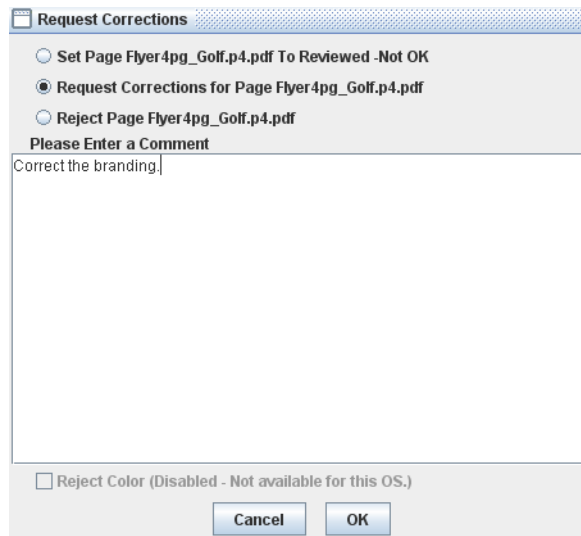 Request Corrections
Set Page Flyer4pg_Golf.p4.pdf To Reviewed -Not OK
Request Corrections for Page Flyer4pg_Golf.p4.pdf
Reject Page Flyer4pg_Golf.p4.pdf
Please Enter a Comment
Correct the branding.
Reject Color (Disabled - Not available for this OS.)
Cancel OK